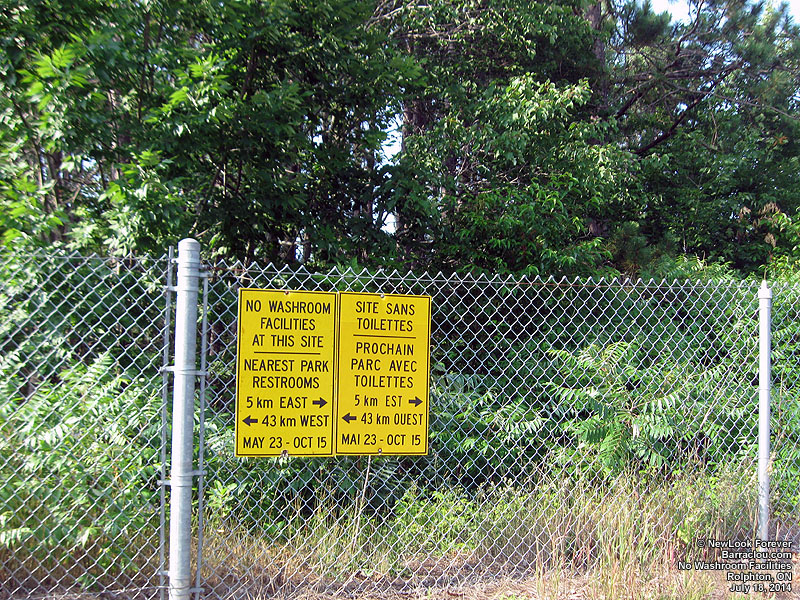 NO WASHROOM
FACILITIES
AT THIS SITE
NEAREST PARK
RESTROOMS
5 km EAST →
← 43 km WEST
MAY 23 - OCT 15
SITE SANS
TOILETTES
PROCHAIN
PARC AVEC
TOILETTES
5 km EST →
← 43 km OUEST
MAI 23 - OCT 15
© NewLook Forever
Barraclou.com
No Washroom Facilities
Rolphton, ON
July 18, 2014